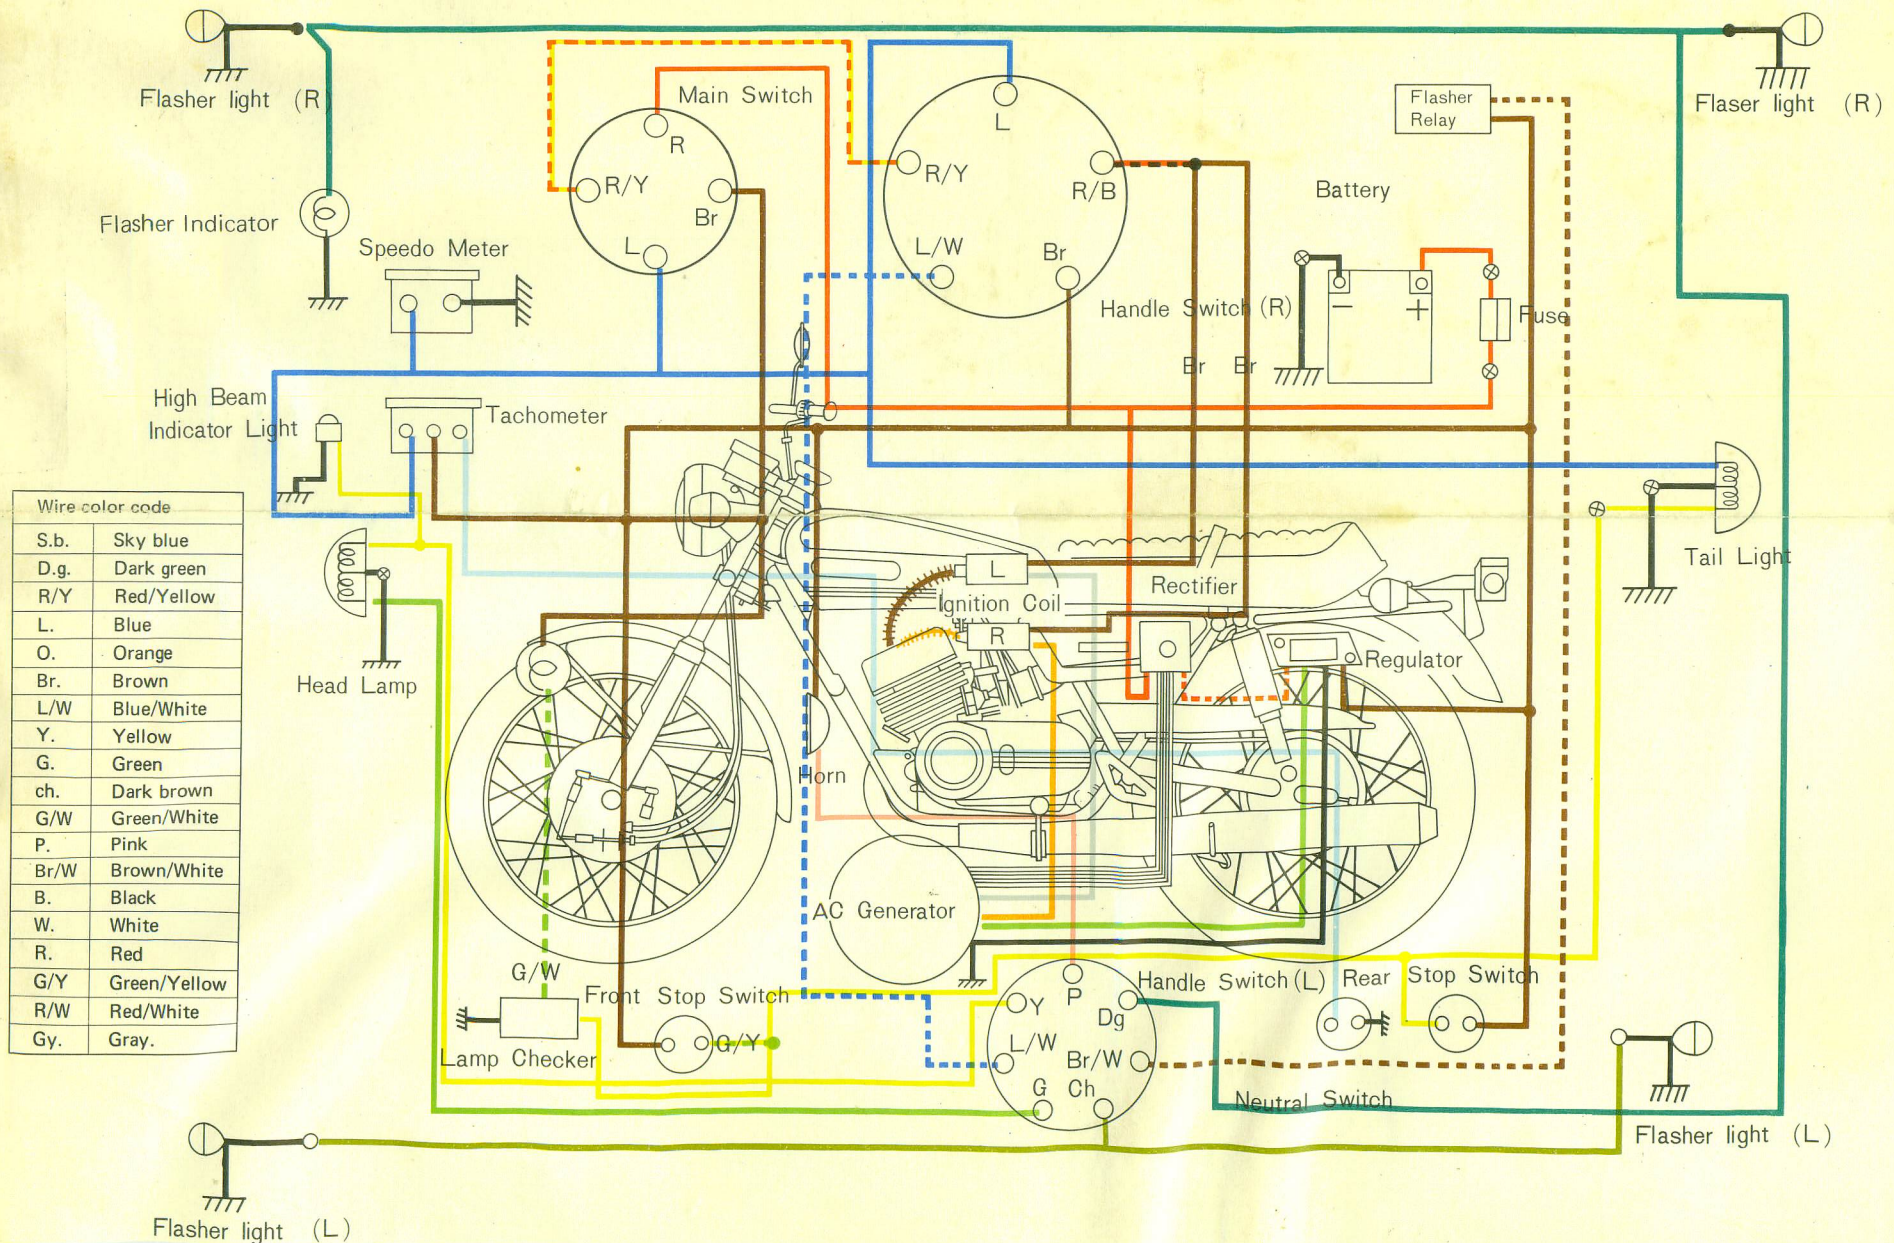 Flasher light (R)
Main Switch
R
R/Y
Br
L
L
R/Y
R/B
L/W
Br
Handle Switch (R)
Flasher
Relay
Flaser light (R)
Battery
Fuse
Br Br
Flasher Indicator
Speedo Meter
High Beam
Indicator Light
Tachometer
Wire color code
S.b. Sky blue
D.g. Dark green
R/Y Red/Yellow
L. Blue
O. Orange
Br. Brown
L/W Blue/White
Y. Yellow
G. Green
ch. Dark brown
G/W Green/White
P. Pink
Br/W Brown/White
B. Black
W. White
R. Red
G/Y Green/Yellow
R/W Red/White
Gy. Gray.
Head Lamp
L
Ignition Coil
R
Rectifier
Regulator
Tail Light
Horn
AC Generator
G/W
Front Stop Switch
G/Y
Lamp Checker
P
Y
Dg
L/W
Br/W
G
Ch
Handle Switch (L)
Rear Stop Switch
Neutral Switch
Flasher light (L)
Flasher light (L)